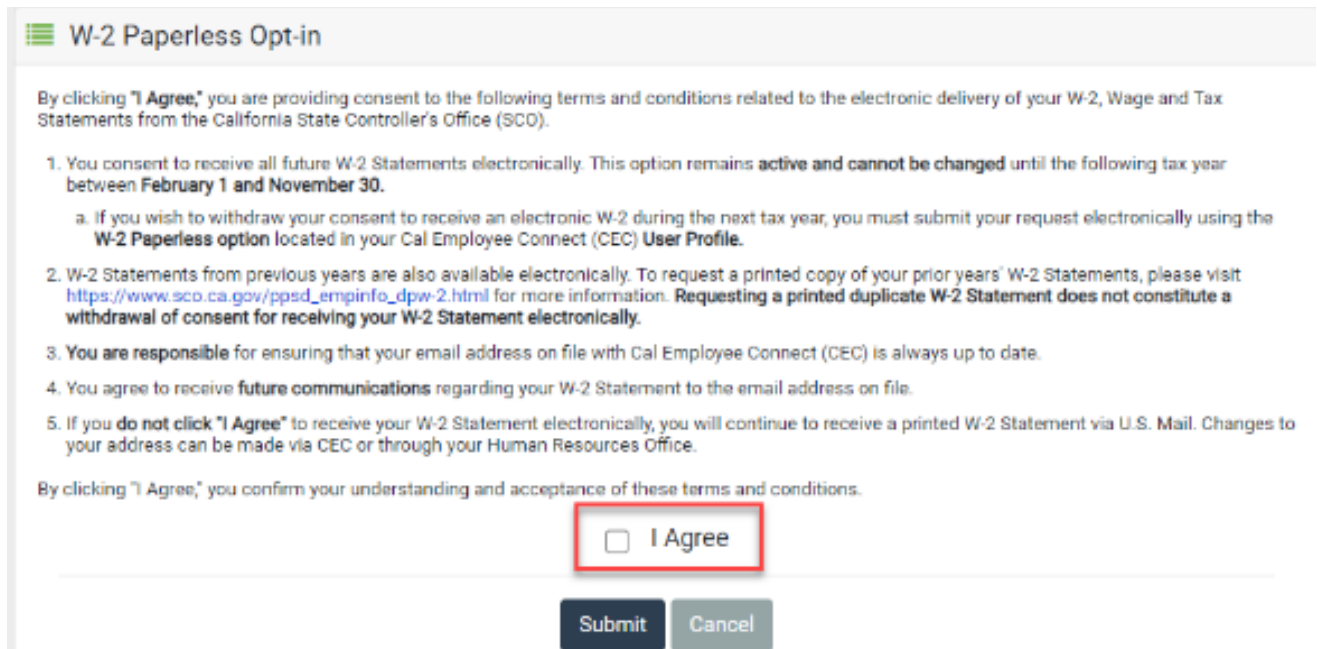 W-2 Paperless Opt-in
By clicking "I Agree," you are providing consent to the following terms and conditions related to the electronic delivery of your W-2, Wage and Tax
Statements from the California State Controller's Office (SCO).
1. You consent to receive all future W-2 Statements electronically. This option remains active and cannot be changed until the following tax year
between February 1 and November 30.
a. If you wish to withdraw your consent to receive an electronic W-2 during the next tax year, you must submit your request electronically using the
W-2 Paperless option located in your Cal Employee Connect (CEC) User Profile.
2. W-2 Statements from previous years are also available electronically. To request a printed copy of your prior years' W-2 Statements, please visit
https://www.sco.ca.gov/ppsd_empinfo_dpw-2.html for more information. Requesting a printed duplicate W-2 Statement does not constitute a
withdrawal of consent for receiving your W-2 Statement electronically.
3. You are responsible for ensuring that your email address on file with Cal Employee Connect (CEC) is always up to date.
4. You agree to receive future communications regarding your W-2 Statement to the email address on file.
5. If you do not click "I Agree" to receive your W-2 Statement electronically, you will continue to receive a printed W-2 Statement via U.S. Mail. Changes to
your address can be made via CEC or through your Human Resources Office.
By clicking "I Agree," you confirm your understanding and acceptance of these terms and conditions.
I Agree
Submit Cancel